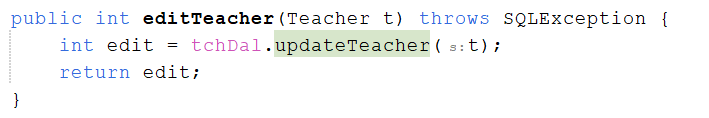 public int editTeacher(Teacher t) throws SQLException {
int edit = tchDal.updateTeacher( s: t);
return edit;
}